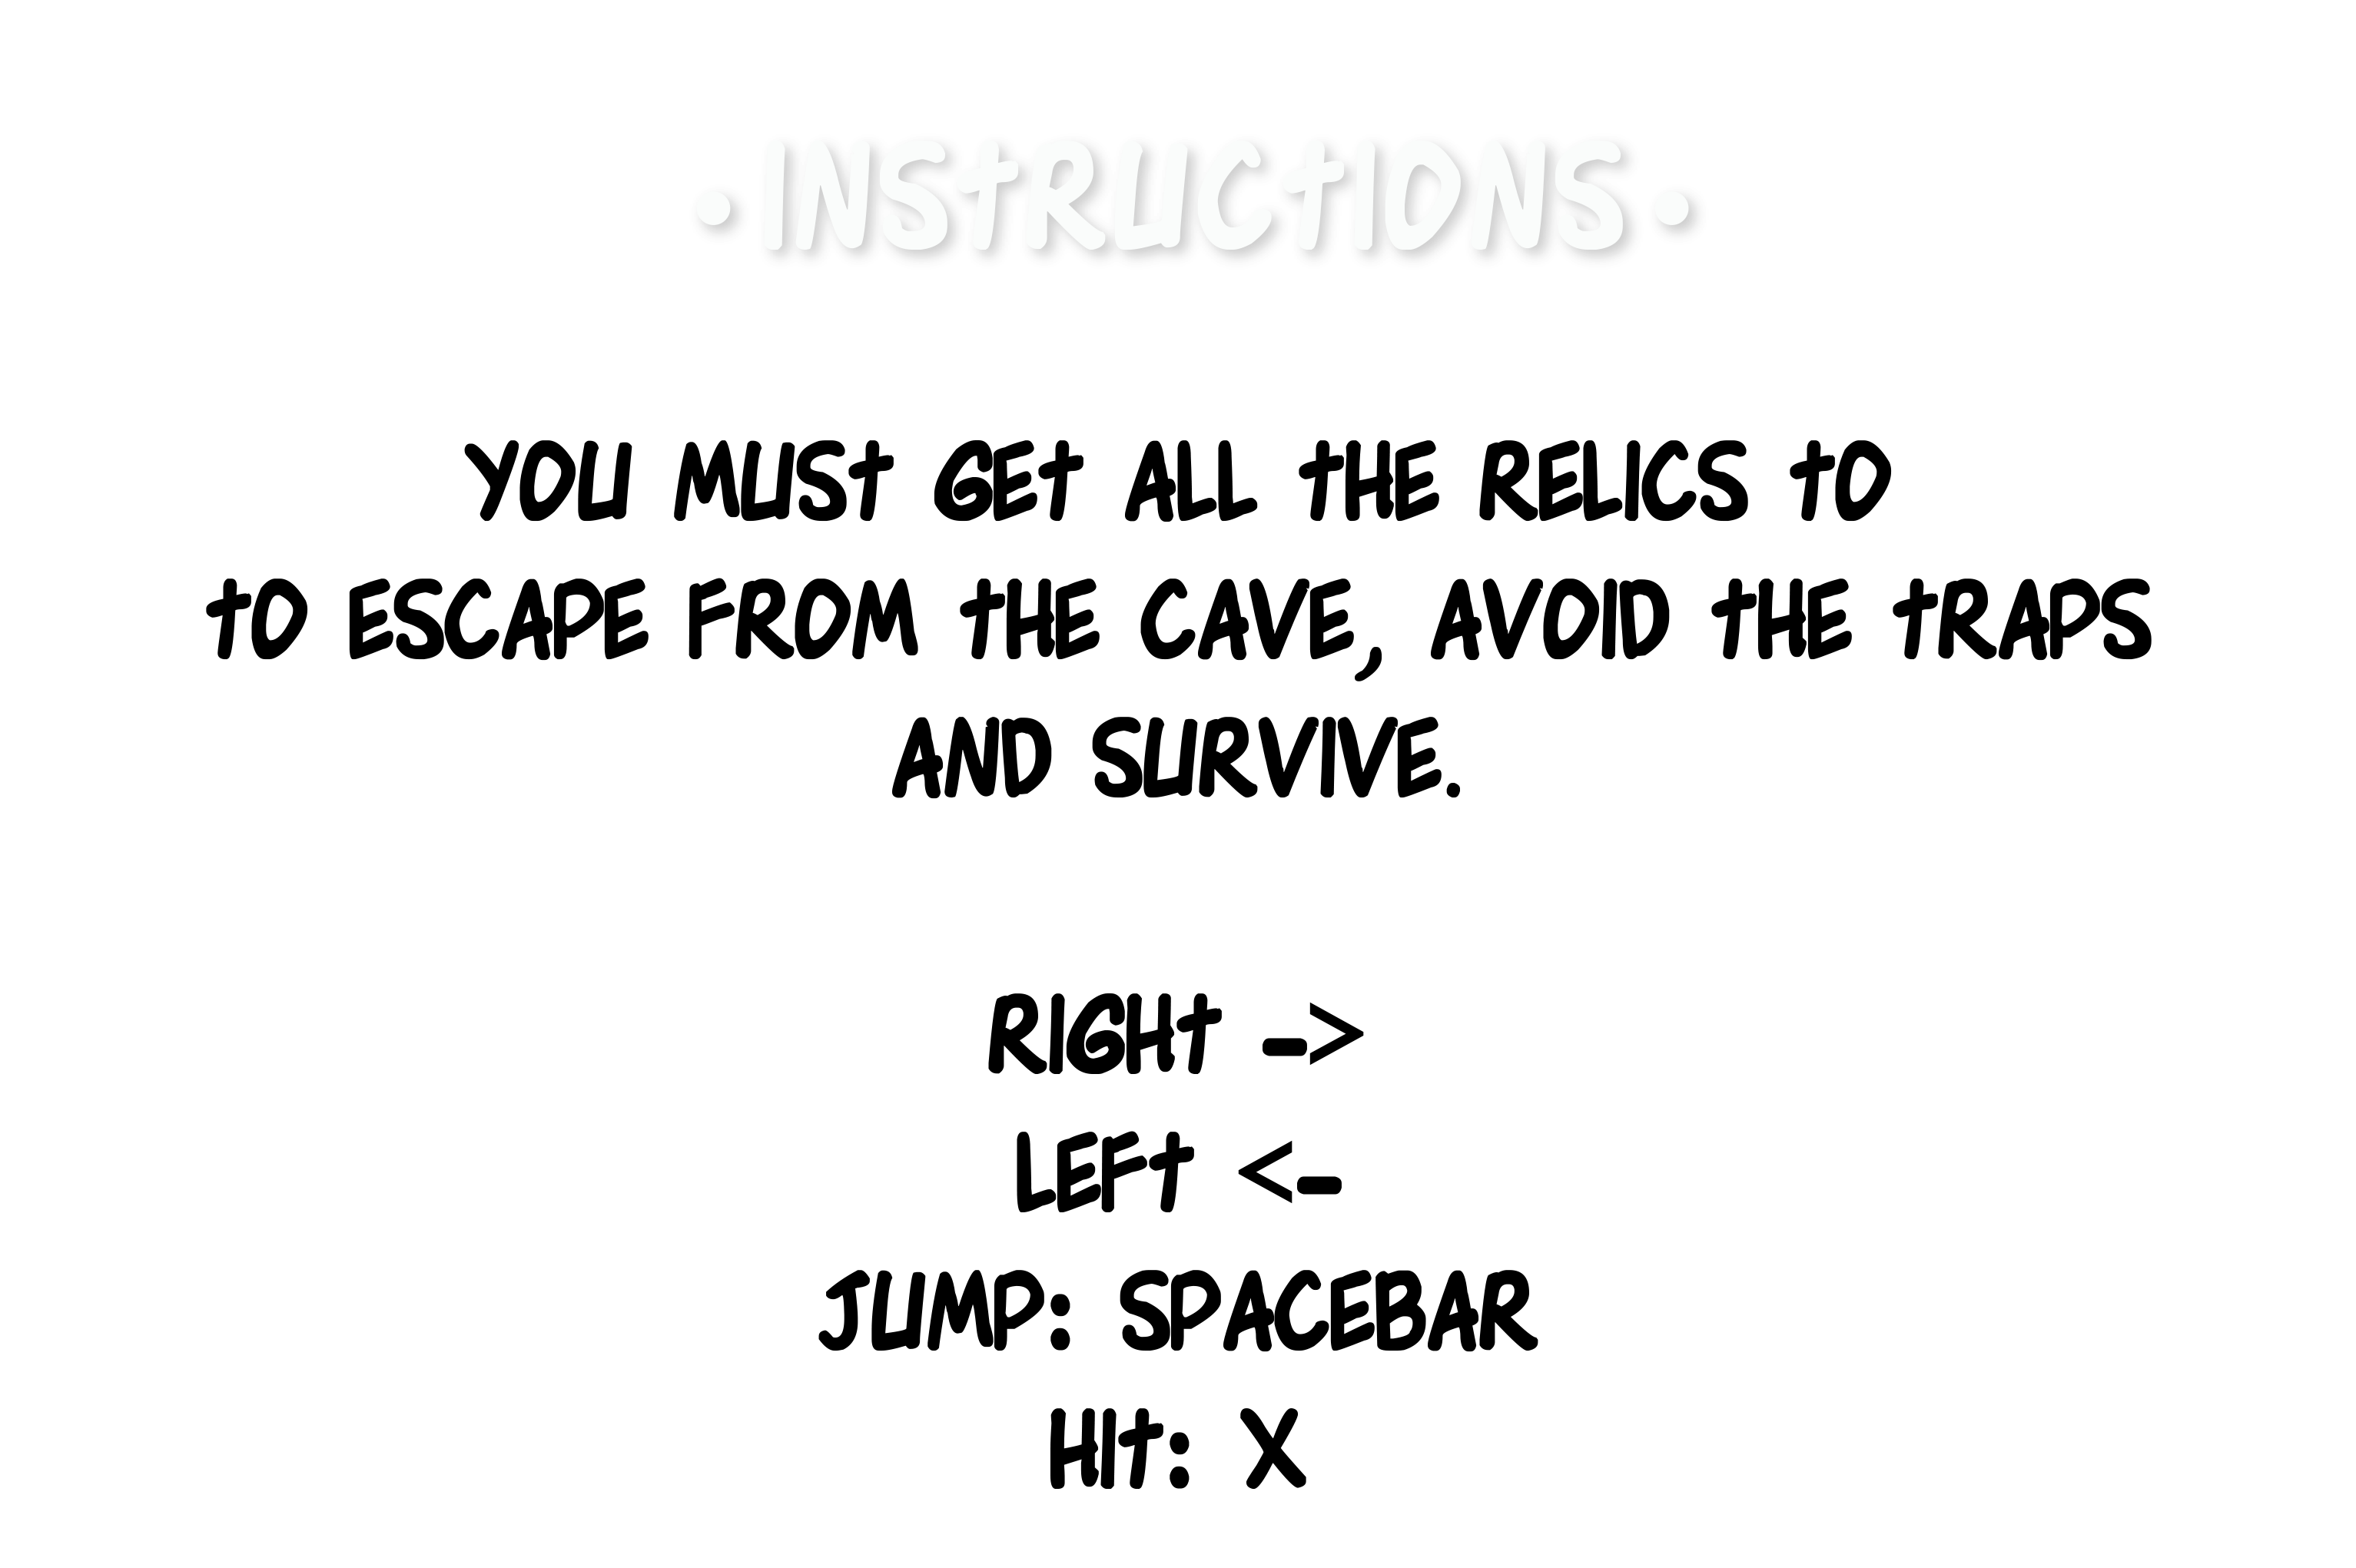 • INSTRUCTIONS •
YOU MUST GET ALL THE RELICS TO
TO ESCAPE FROM THE CAVE, AVOID THE TRAPS
AND SURVIVE.
RIGHT ->
LEFT <-
JUMP: SPACEBAR
HIT: X